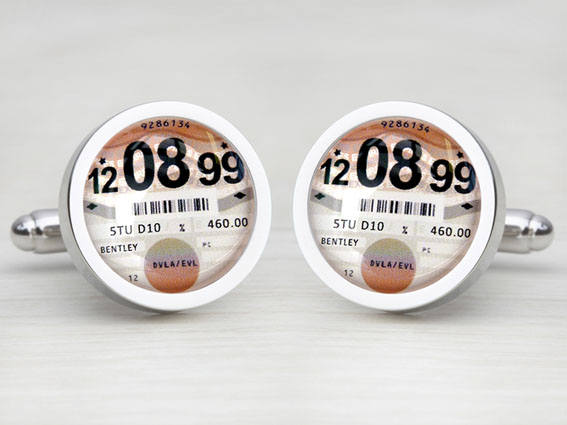 9286134
12 08 99
5TU D10 % 460.00
BENTLEY PC
DVLA/EVL
12
9286134
12 08 99
5TU D10 % 460.00
BENTLEY PC
DVLA/EVL
12